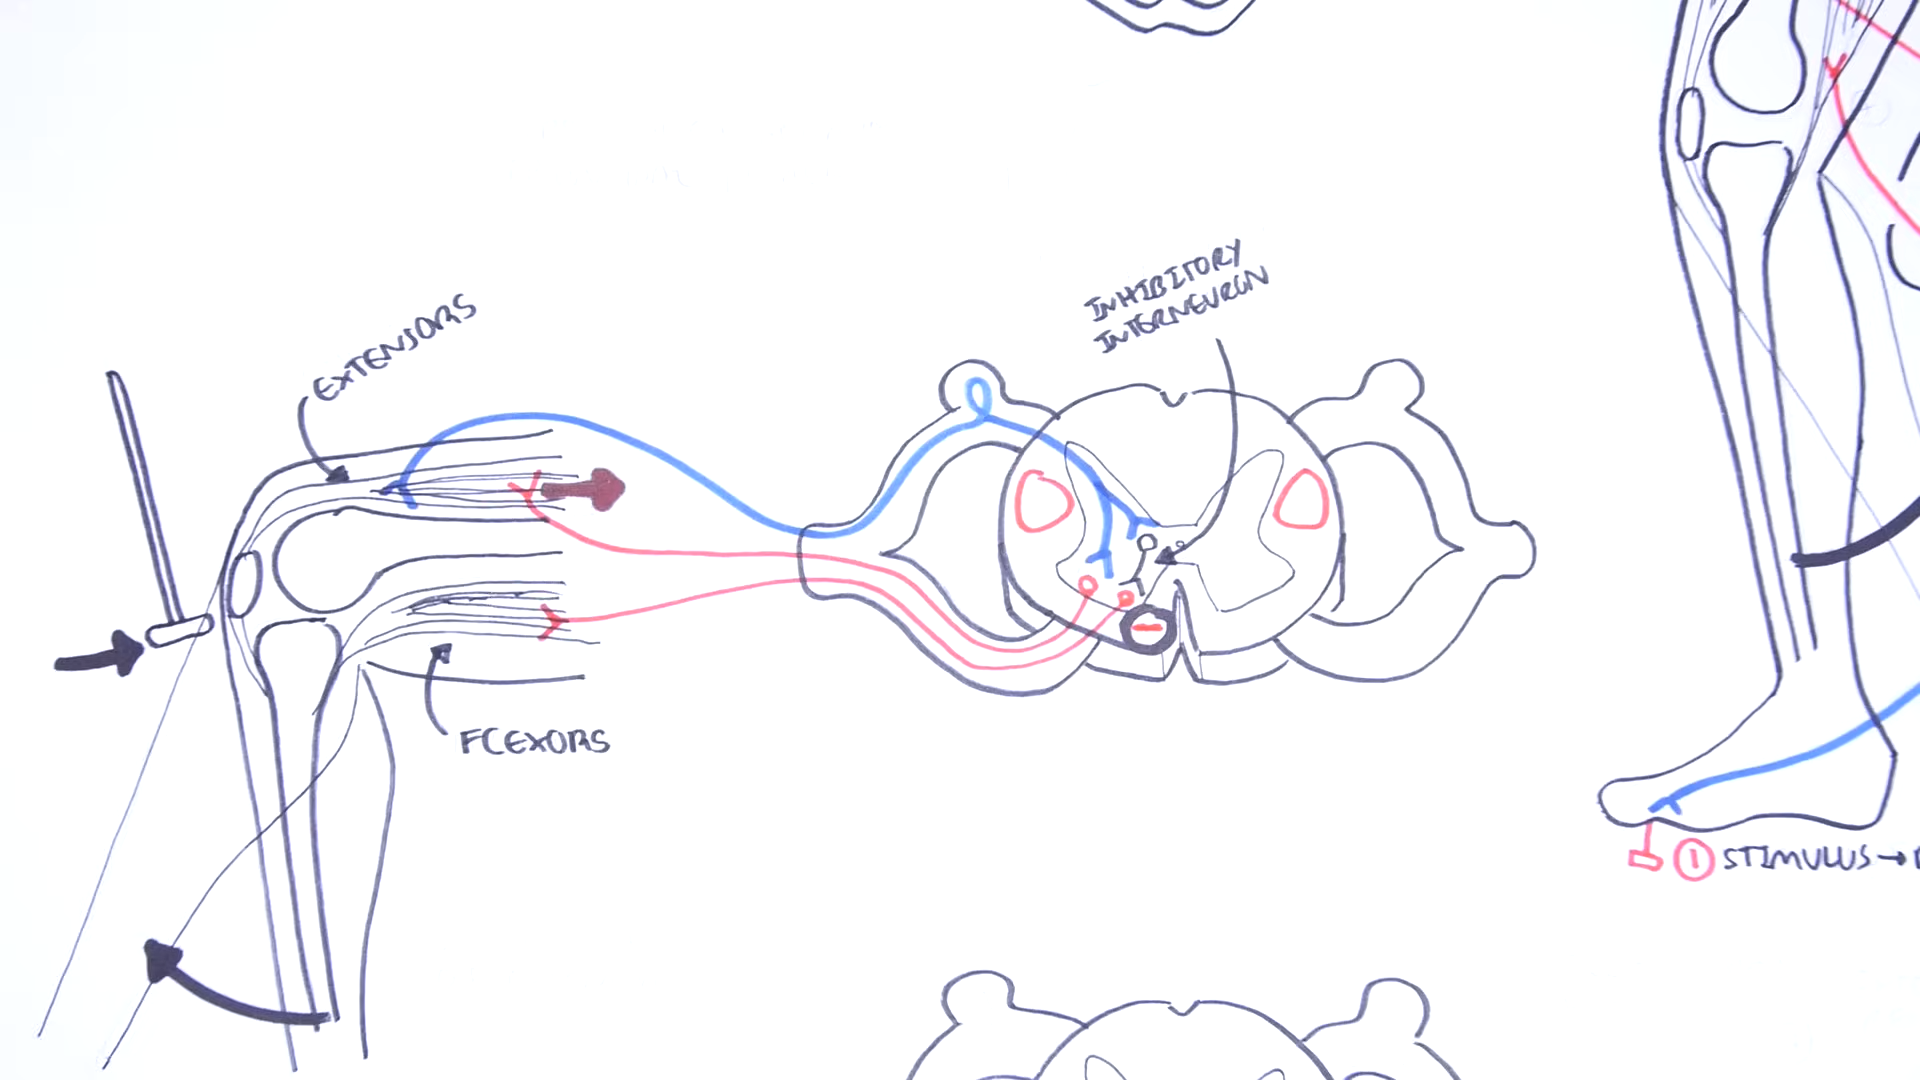 INHIBITORY
INTERNEURON
EXTENSORS
FLEXORS
1 STIMULUS →